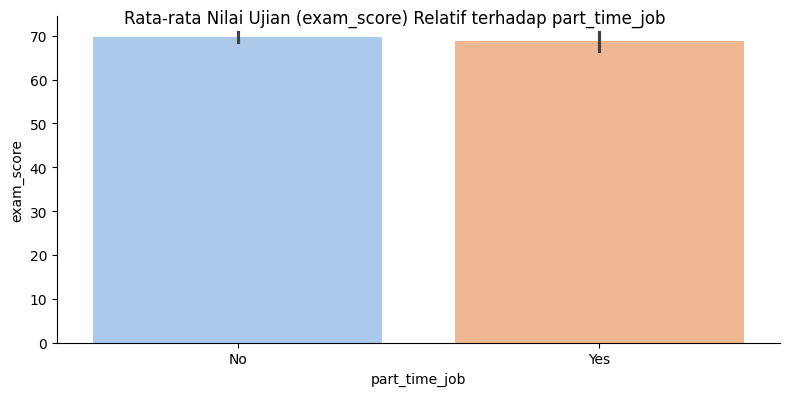 Rata-rata Nilai Ujian (exam_score) Relatif terhadap part_time_job
70
60
50
40
30
20
10
0
exam_score
No
Yes
part_time_job